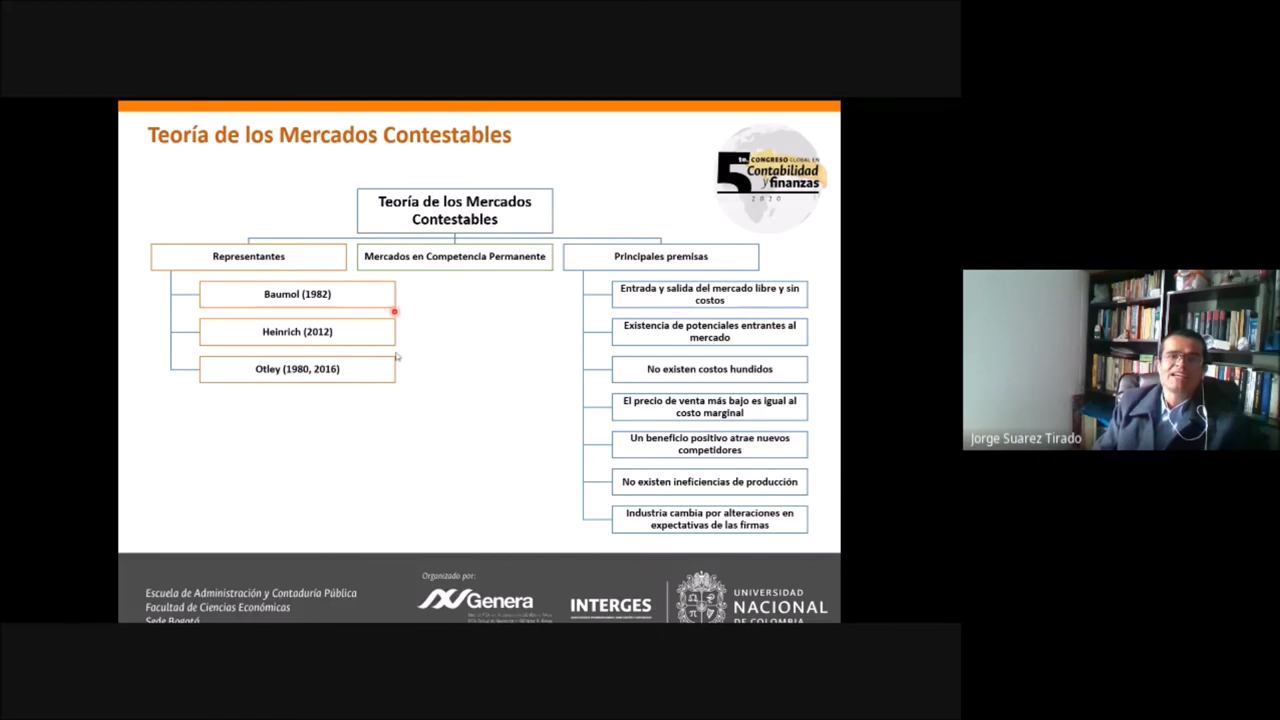 Teoría de los Mercados Contestables
5to. CONGRESO GLOBAL EN
Contabilidad
y finanzas
2020
Teoría de los Mercados
Contestables
Representantes
Mercados en Competencia Permanente
Principales premisas
Baumol (1982)
Heinrich (2012)
Otley (1980, 2016)
Entrada y salida del mercado libre y sin
costos
Existencia de potenciales entrantes al
mercado
No existen costos hundidos
El precio de venta más bajo es igual al
costo marginal
Un beneficio positivo atrae nuevos
competidores
No existen ineficiencias de producción
Industria cambia por alteraciones en
expectativas de las firmas
Escuela de Administración y Contaduría Pública
Facultad de Ciencias Económicas
Sede Bogotá
Organizado por:
Genera
INTERGES
UNIVERSIDAD
NACIONAL
DE COLOMBIA
Jorge Suarez Tirado